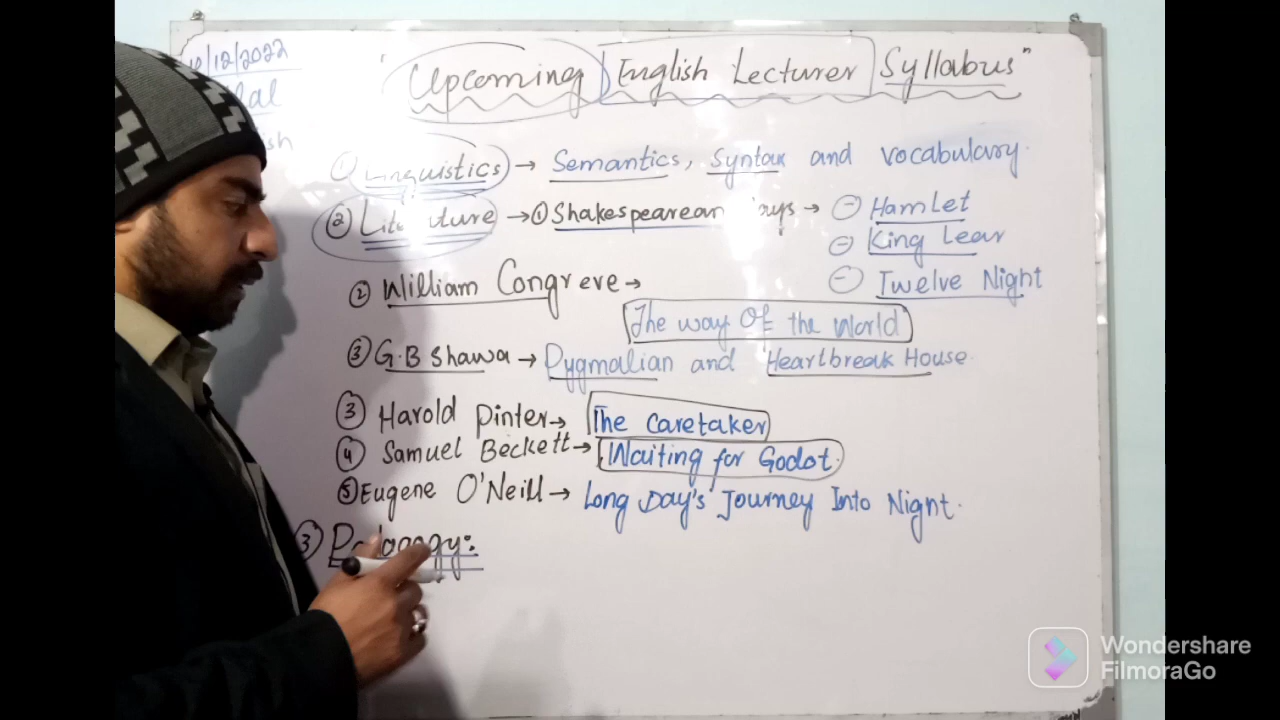 /12/2022
"Upcoming English Lecturer Syllabus"
① Linguistics → Semantics, Syntax and vocabulary.
② Literature → ① Shakespearean → - Hamlet
- King Lear
- Twelve Night
② William Congreve →
The way Of the World
③ G.B Shawa → Pygmalian and Heartbreak House.
③ Harold Pinter → The Caretaker
④ Samuel Beckett → Waiting for Godot.
⑤ Eugene O'Neill → Long Day's Journey Into Night.
③ Pedagogy:
Wondershare
FilmoraGo